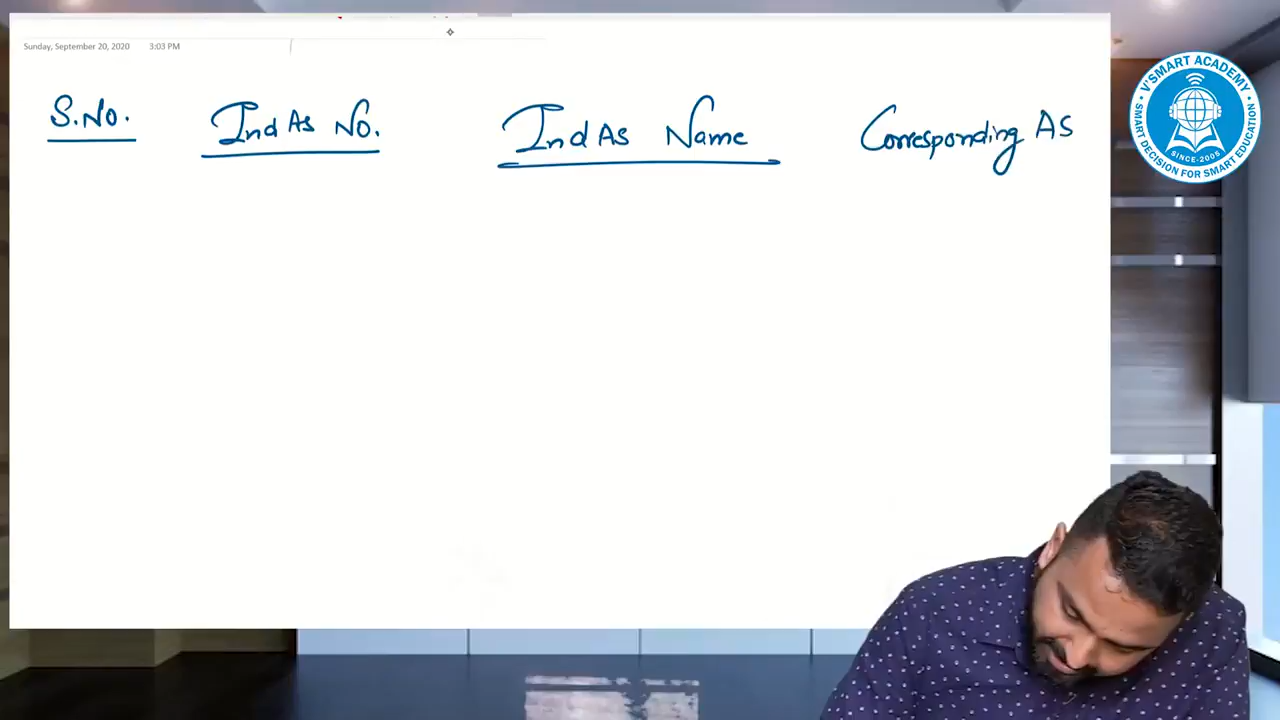 Sunday, September 20, 2020 3:03 PM
S.No. Ind As No. Ind As Name Corresponding AS
V'SMART ACADEMY
SINCE-2006
SMART DECISION FOR SMART EDUCATION